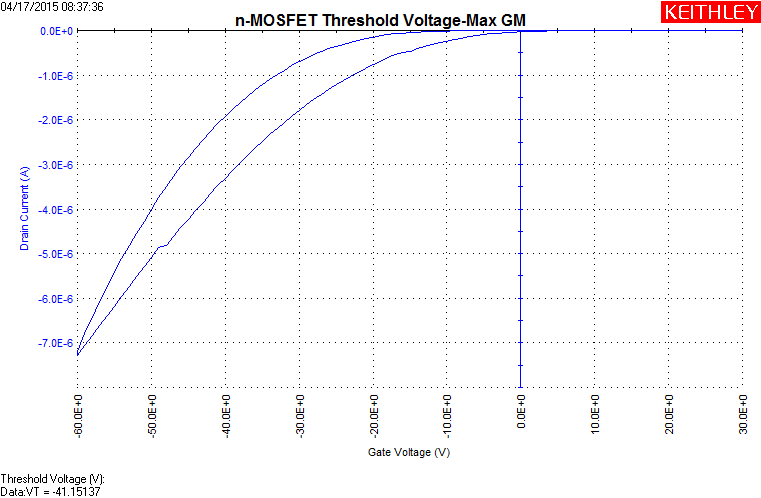 04/17/2015 08:37:36
n-MOSFET Threshold Voltage-Max GM
KEITHLEY
0.0E+0
-1.0E-6
-2.0E-6
-3.0E-6
-4.0E-6
-5.0E-6
-6.0E-6
-7.0E-6
Drain Current (A)
-60.0E+0
-50.0E+0
-40.0E+0
-30.0E+0
-20.0E+0
-10.0E+0
0.0E+0
10.0E+0
20.0E+0
30.0E+0
Gate Voltage (V)
Threshold Voltage (V):
Data:VT = -41.15137